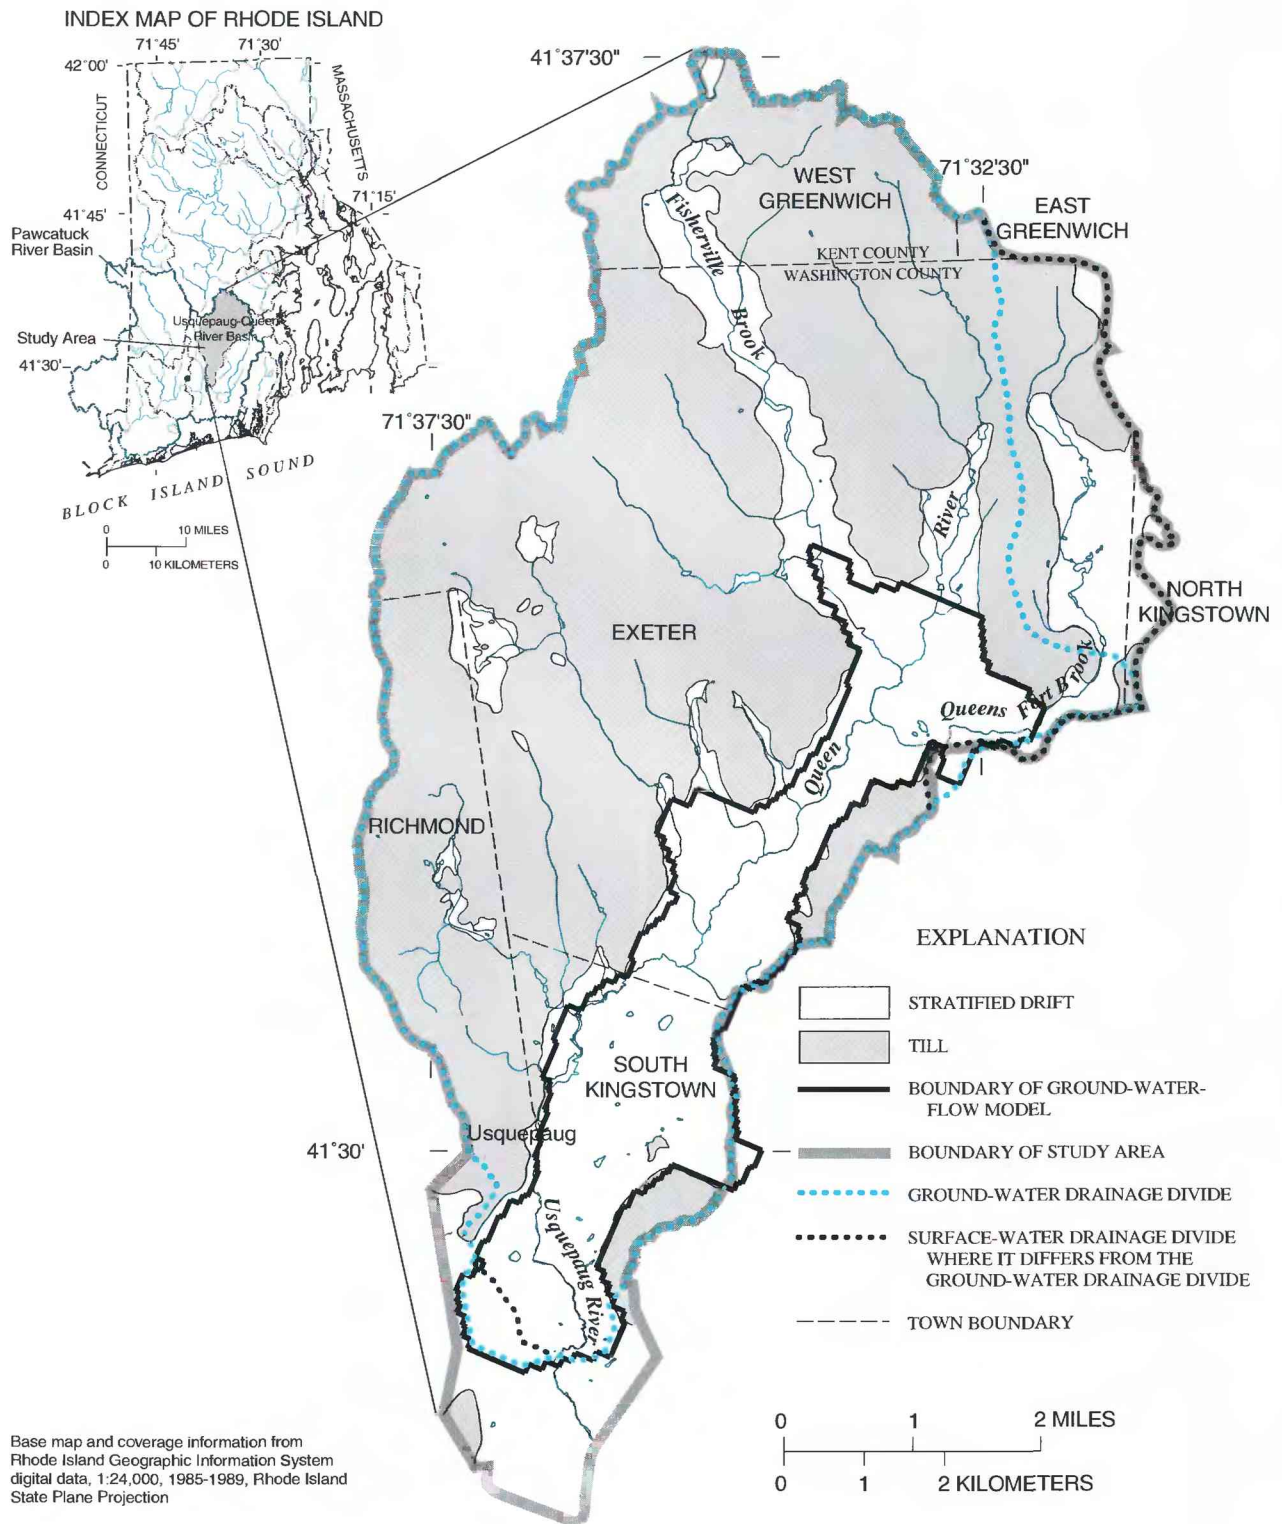 INDEX MAP OF RHODE ISLAND
71°45'
71°30'
42°00'
CONNECTICUT
MASSACHUSETTS
71°15'
41°45'
Pawcatuck
River Basin
Usquepaug-Queen
River Basin
Study Area
41°30'
BLOCK ISLAND SOUND
0
10 MILES
0
10 KILOMETERS
41°37'30"
71°32'30"
WEST
GREENWICH
EAST
GREENWICH
Fisherville
Brook
KENT COUNTY
WASHINGTON COUNTY
71°37'30"
River
NORTH
KINGSTOWN
EXETER
Queens
Fort Brook
Queen
RICHMOND
SOUTH
KINGSTOWN
Usquepaug
41°30'
Usquepaug River
EXPLANATION
STRATIFIED DRIFT
TILL
BOUNDARY OF GROUND-WATER-
FLOW MODEL
BOUNDARY OF STUDY AREA
GROUND-WATER DRAINAGE DIVIDE
SURFACE-WATER DRAINAGE DIVIDE
WHERE IT DIFFERS FROM THE
GROUND-WATER DRAINAGE DIVIDE
TOWN BOUNDARY
0
1
2 MILES
0
1
2 KILOMETERS
Base map and coverage information from
Rhode Island Geographic Information System
digital data, 1:24,000, 1985-1989, Rhode Island
State Plane Projection